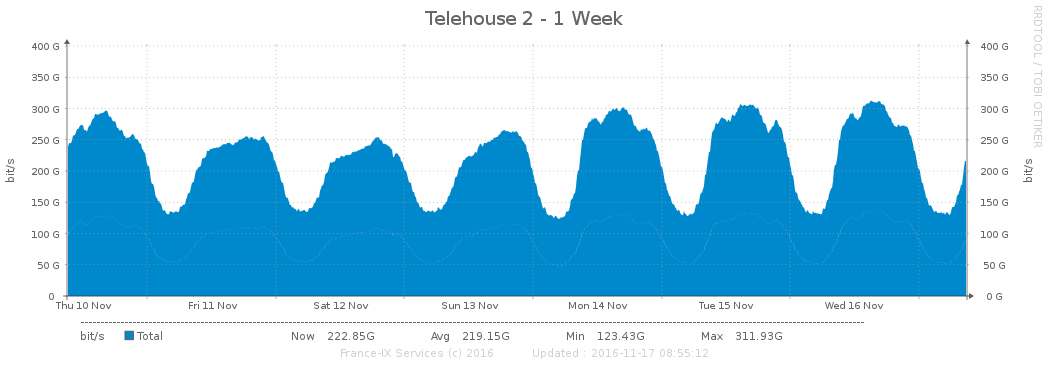 Telehouse 2 - 1 Week
RRDTOOL / TOBI OETIKER
bit/s
400 G
350 G
300 G
250 G
200 G
150 G
100 G
50 G
0
400 G
350 G
300 G
250 G
200 G
150 G
100 G
50 G
0 G
bit/s
Thu 10 Nov Fri 11 Nov Sat 12 Nov Sun 13 Nov Mon 14 Nov Tue 15 Nov Wed 16 Nov
bit/s Total Now 222.85G Avg 219.15G Min 123.43G Max 311.93G
France-IX Services (c) 2016 Updated : 2016-11-17 08:55:12